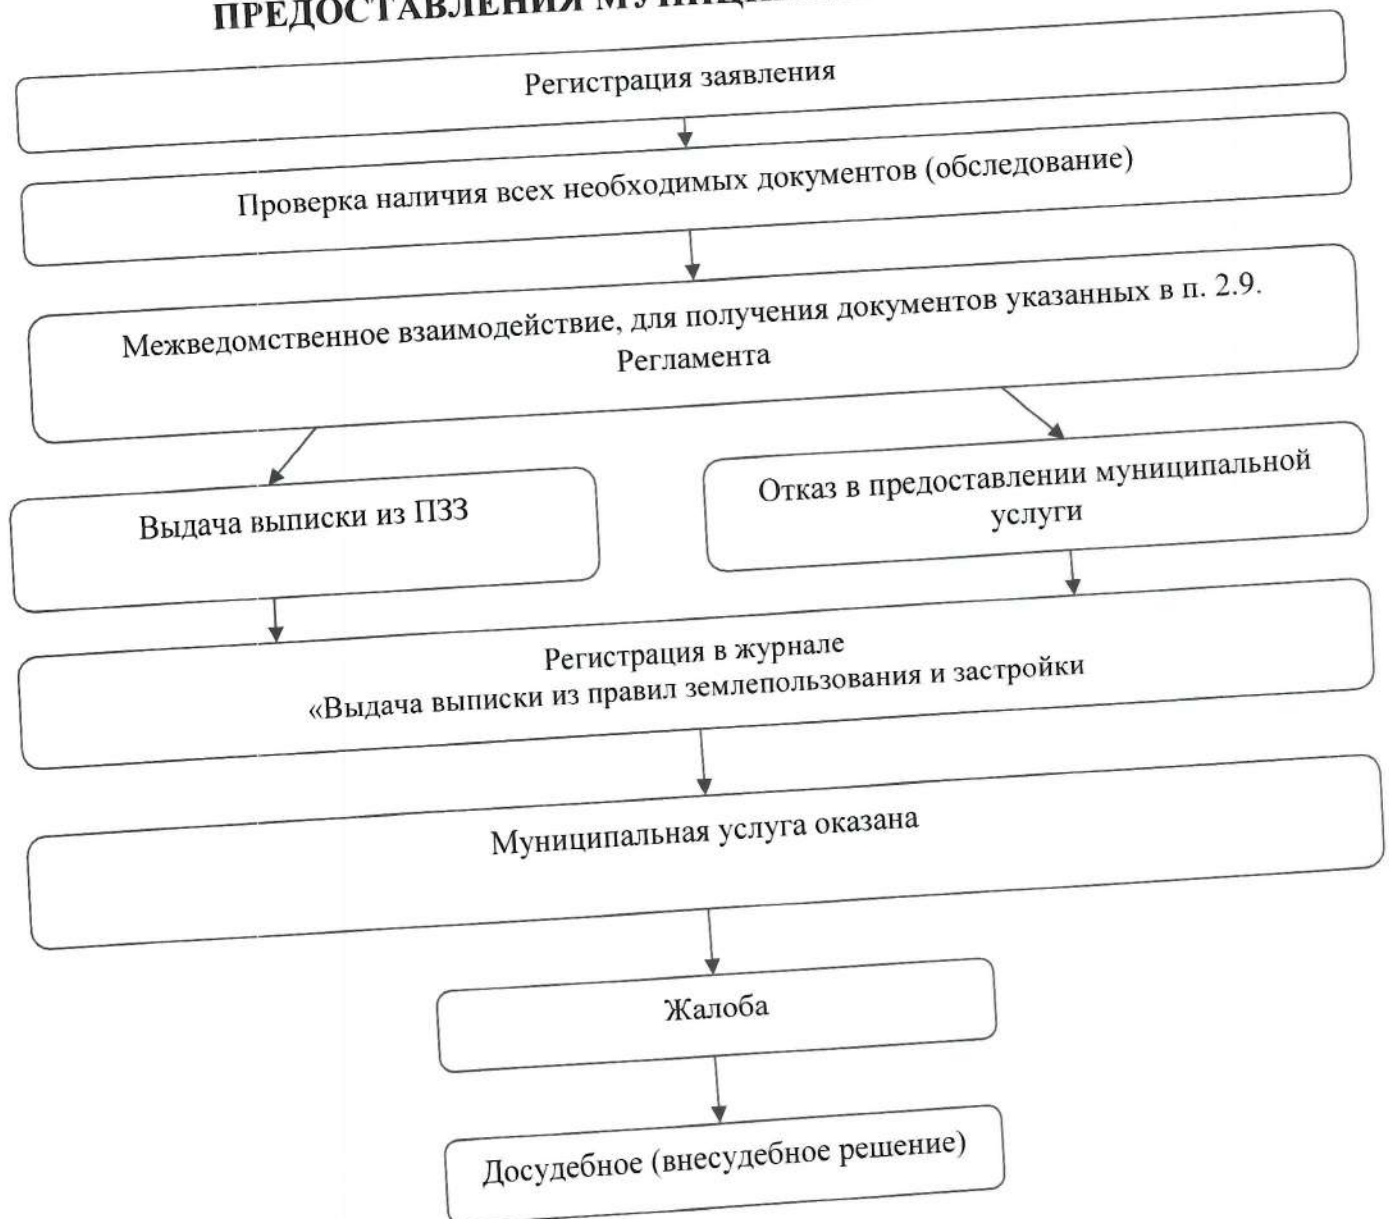 ПРЕДОСТАВЛЕНИЯ
Регистрация заявления
Проверка наличия всех необходимых документов (обследование)
Межведомственное взаимодействие, для получения документов указанных в п. 2.9.
Регламента
Выдача выписки из ПЗЗ
Отказ в предоставлении муниципальной
услуги
Регистрация в журнале
«Выдача выписки из правил землепользования и застройки
Муниципальная услуга оказана
Жалоба
Досудебное (внесудебное решение)